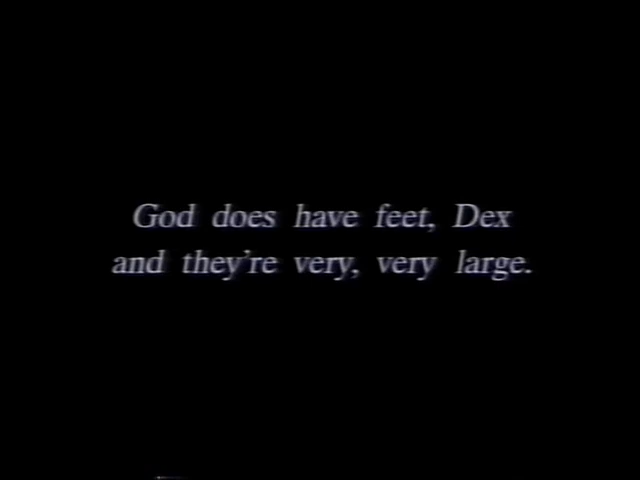 God does have feet, Dex
and they're very, very large.